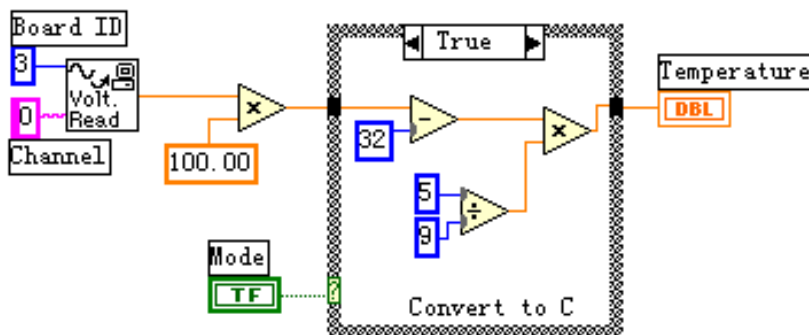 Board ID
3
Volt.
Read
0
Channel
×
100.00
True
32
−
×
5
9
÷
Convert to C
Mode
TF
?
Temperature
DBL